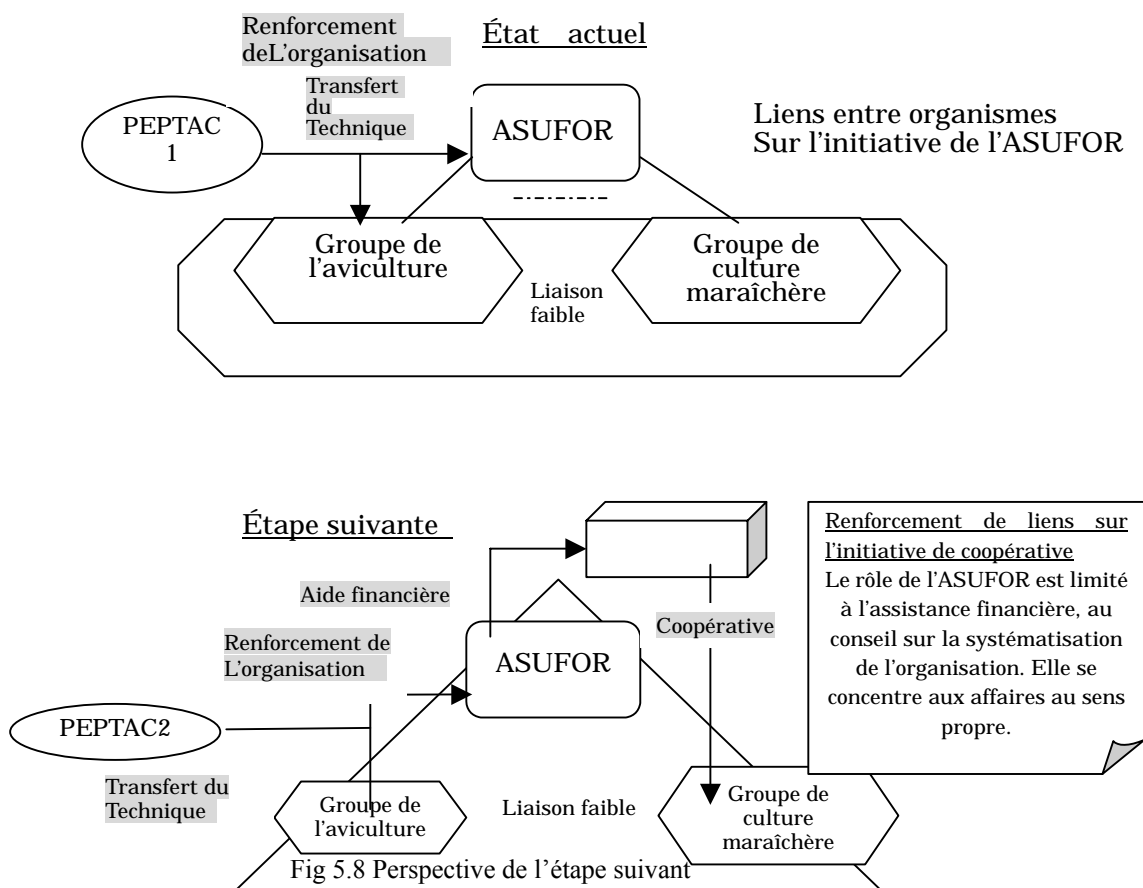 Renforcement
deL'organisation
État actuel
Transfert
du
Technique
PEPTAC
1
ASUFOR
Liens entre organismes
Sur l'initiative de l'ASUFOR
Groupe de
l'aviculture
Liaison
faible
Groupe de
culture
maraîchère
Étape suivante
Aide financière
Renforcement de
L'organisation
ASUFOR
Coopérative
Renforcement de liens sur
l'initiative de coopérative
Le rôle de l'ASUFOR est limité
à l'assistance financière, au
conseil sur la systématisation
de l'organisation. Elle se
concentre aux affaires au sens
propre.
PEPTAC2
Transfert du
Technique
Groupe de
l'aviculture
Liaison faible
Groupe de
culture
maraîchère
Fig 5.8 Perspective de l'étape suivant